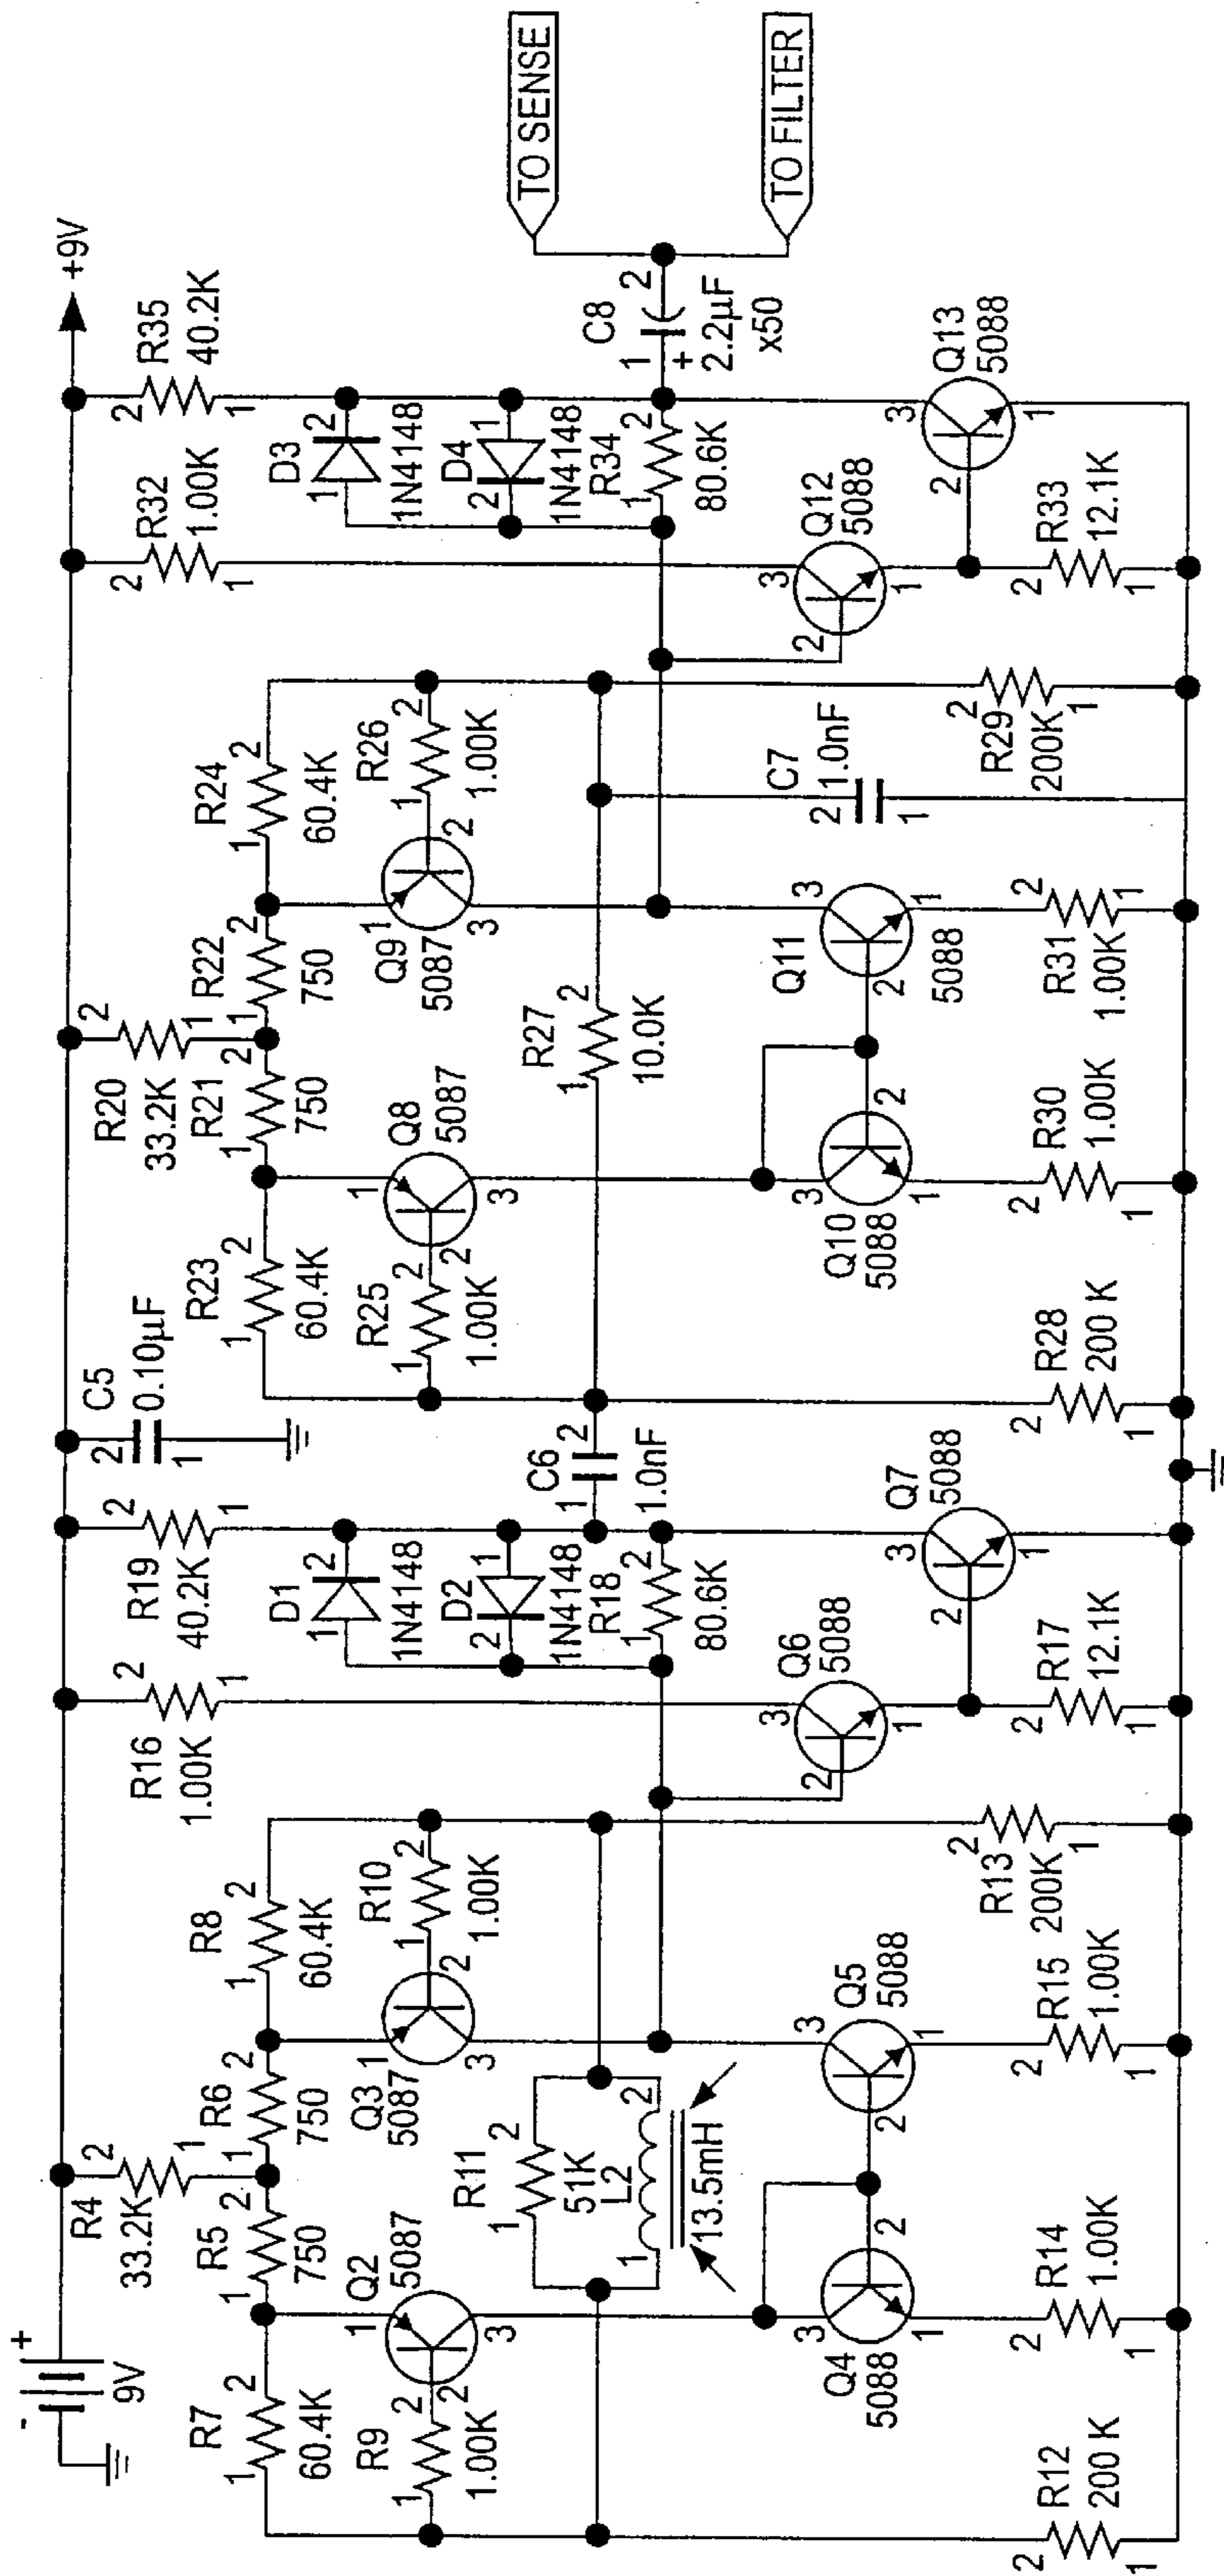 - +
9V
+9V
R4
33.2K
R7
60.4K
R5
750
R6
750
R8
60.4K
R9
1.00K
Q2
5087
Q3
5087
R10
1.00K
R11
51K
L2
13.5mH
Q4
5088
Q5
5088
R12
200 K
R14
1.00K
R15
1.00K
R13
200K
R16
1.00K
R19
40.2K
D1
1N4148
D2
1N4148
R18
80.6K
Q6
5088
Q7
5088
R17
12.1K
C5
0.10µF
C6
1.0nF
R20
33.2K
R23
60.4K
R21
750
R22
750
R24
60.4K
R25
1.00K
Q8
5087
Q9
5087
R26
1.00K
R27
10.0K
C7
1.0nF
Q10
5088
Q11
5088
R28
200 K
R30
1.00K
R31
1.00K
R29
200K
R32
1.00K
R35
40.2K
D3
1N4148
D4
1N4148
R34
80.6K
Q12
5088
Q13
5088
R33
12.1K
C8
1 2
+
2.2µF
x50
TO SENSE
TO FILTER